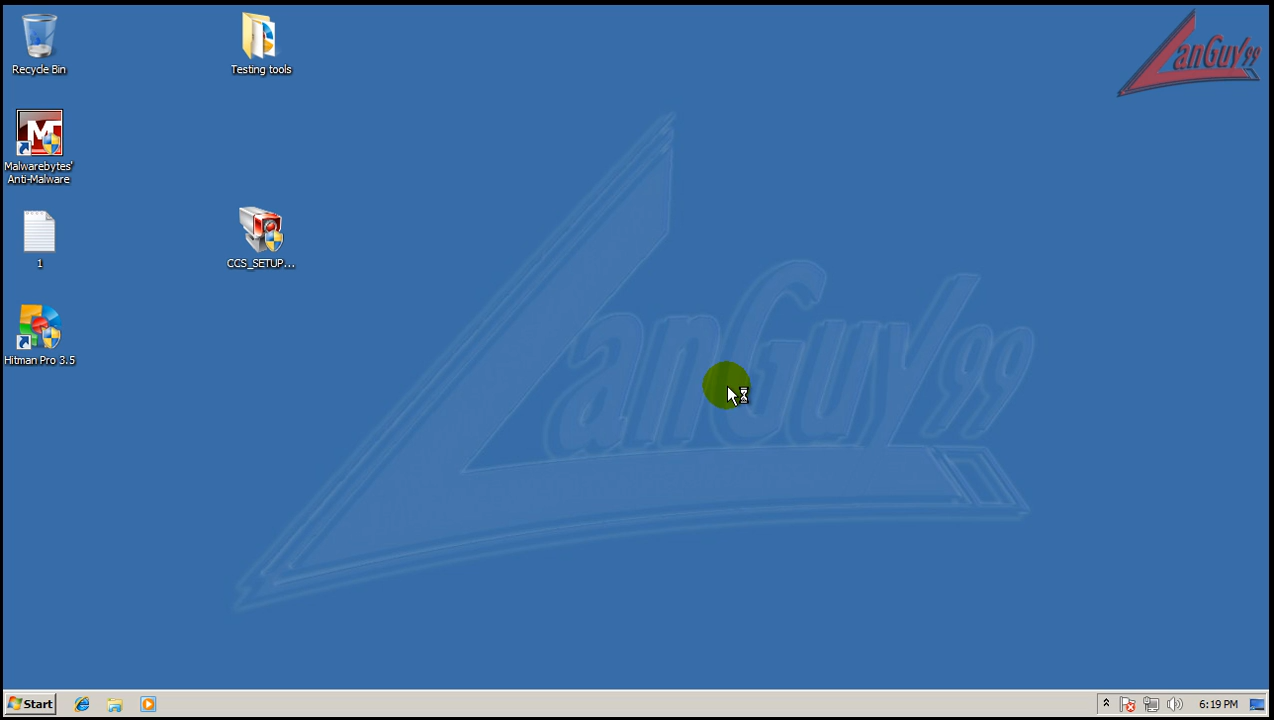 Recycle Bin
Testing tools
LanGuy99
Malwarebytes'
Anti-Malware
1
CCS_SETUP...
Hitman Pro 3.5
LanGuy99
Start
6:19 PM